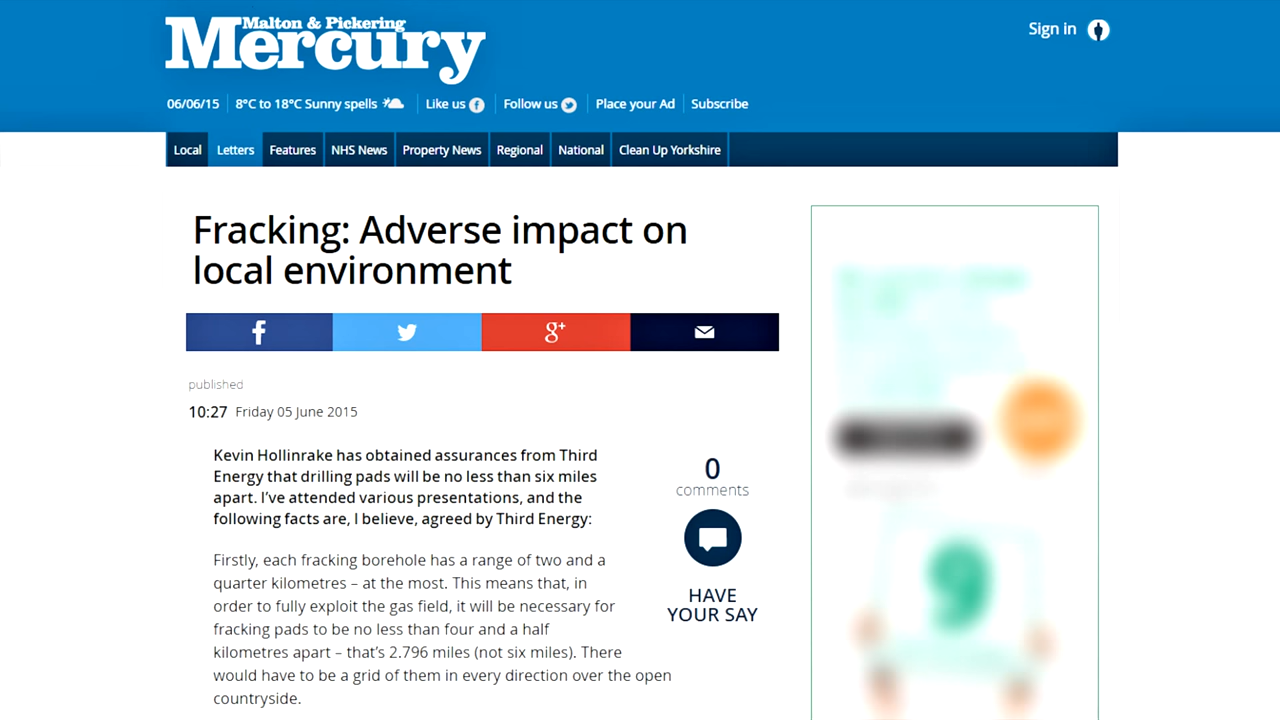 Malton & Pickering
Mercury
Sign in
06/06/15 8°C to 18°C Sunny spells Like us Follow us Place your Ad Subscribe
Local Letters Features NHS News Property News Regional National Clean Up Yorkshire
Fracking: Adverse impact on
local environment
published
10:27 Friday 05 June 2015
Kevin Hollinrake has obtained assurances from Third
Energy that drilling pads will be no less than six miles
apart. I've attended various presentations, and the
following facts are, I believe, agreed by Third Energy:
0
comments
HAVE
YOUR SAY
Firstly, each fracking borehole has a range of two and a
quarter kilometres – at the most. This means that, in
order to fully exploit the gas field, it will be necessary for
fracking pads to be no less than four and a half
kilometres apart – that's 2.796 miles (not six miles). There
would have to be a grid of them in every direction over the open
countryside.